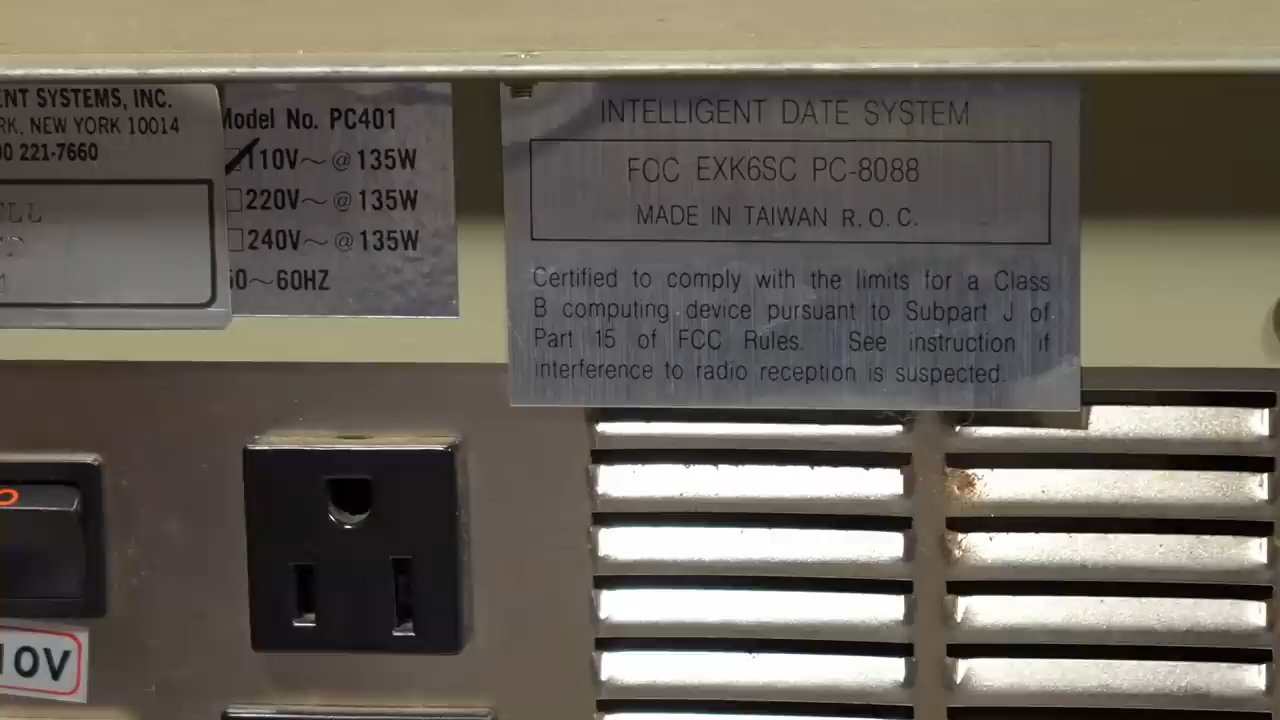 ENT SYSTEMS, INC.
RK, NEW YORK 10014
00 221-7660
Model No. PC401
110V～@135W
220V～@135W
240V～@135W
50～60HZ
INTELLIGENT DATE SYSTEM
FOC EXK6SC PC-8088
MADE IN TAIWAN R.O.C.
Certified to comply with the limits for a Class
B computing device pursuant to Subpart J of
Part 15 of FCC Rules. See instruction if
interference to radio reception is suspected.
10V